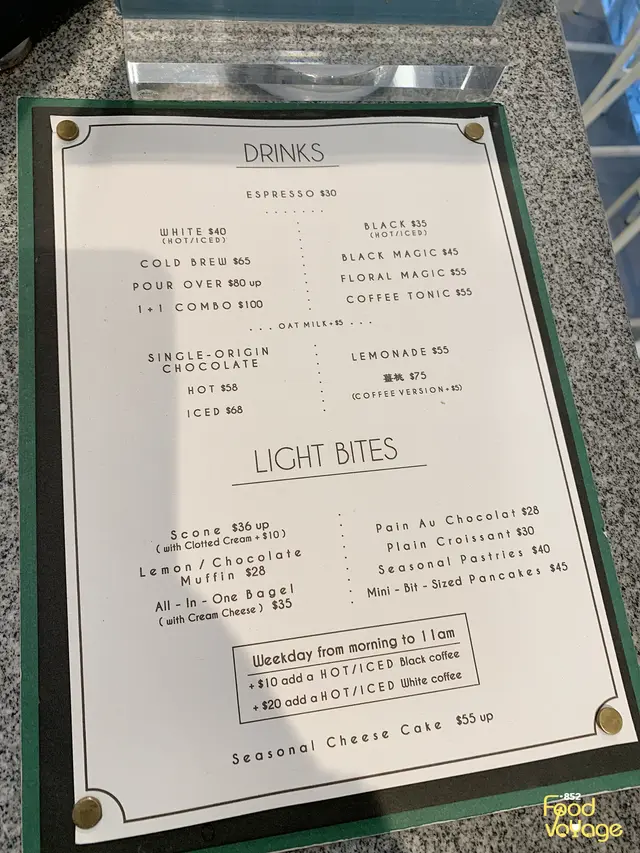 DRINKS
ESPRESSO $30
WHITE $40
(HOT/ICED)
COLD BREW $65
POUR OVER $80 up
1+1 COMBO $100
BLACK $35
(HOT/ICED)
BLACK MAGIC $45
FLORAL MAGIC $55
COFFEE TONIC $55
OAT MILK +$5
SINGLE-ORIGIN
CHOCOLATE
HOT $58
ICED $68
LEMONADE $55
$75
(COFFEE VERSION +$5)
LIGHT BITES
Scone $36 up
(with Clotted Cream +$10)
Lemon / Chocolate
Muffin $28
All - In - One Bagel
(with Cream Cheese) $35
Pain Au Chocolat $28
Plain Croissant $30
Seasonal Pastries $40
Mini - Bit - Sized Pancakes $45
Weekday from morning to 11am
+ $10 add a HOT/ICED Black coffee
+ $20 add a HOT/ICED White coffee
Seasonal Cheese Cake $55 up
+852
Food
Voyage